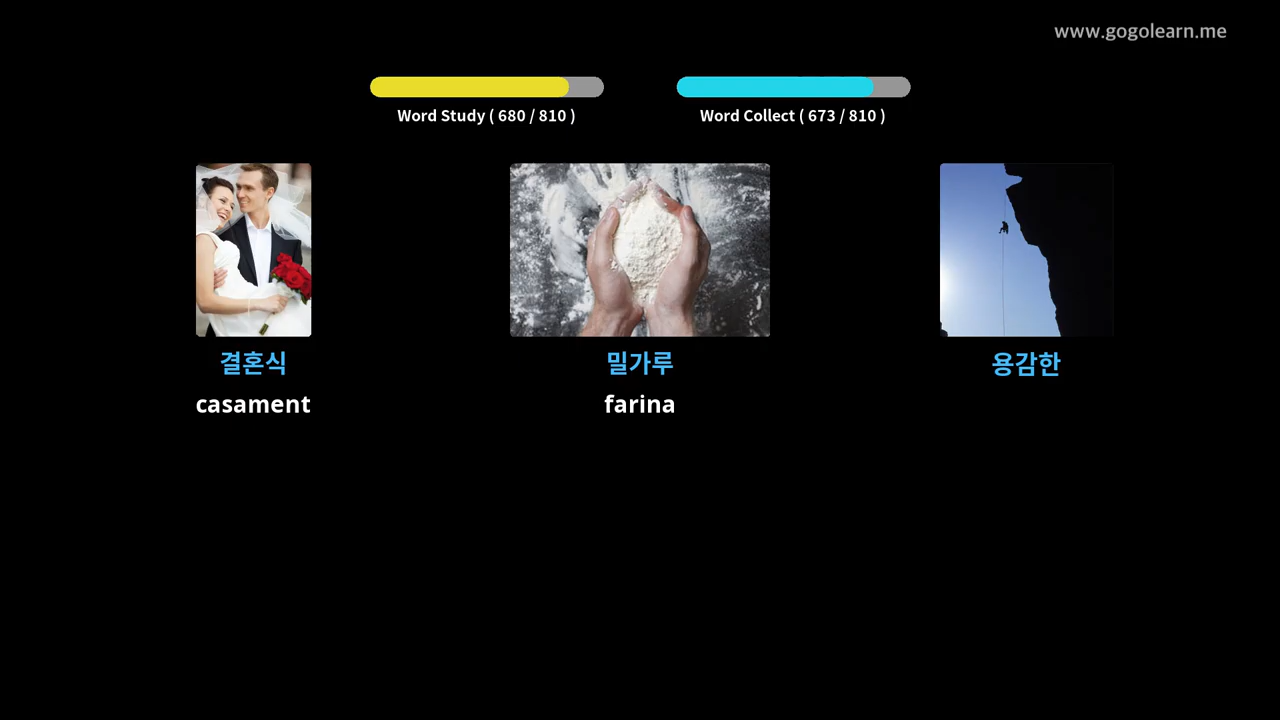 www.gogolearn.me
Word Study ( 680 / 810 )
Word Collect ( 673 / 810 )
결혼식
밀가루
용감한
casament
farina